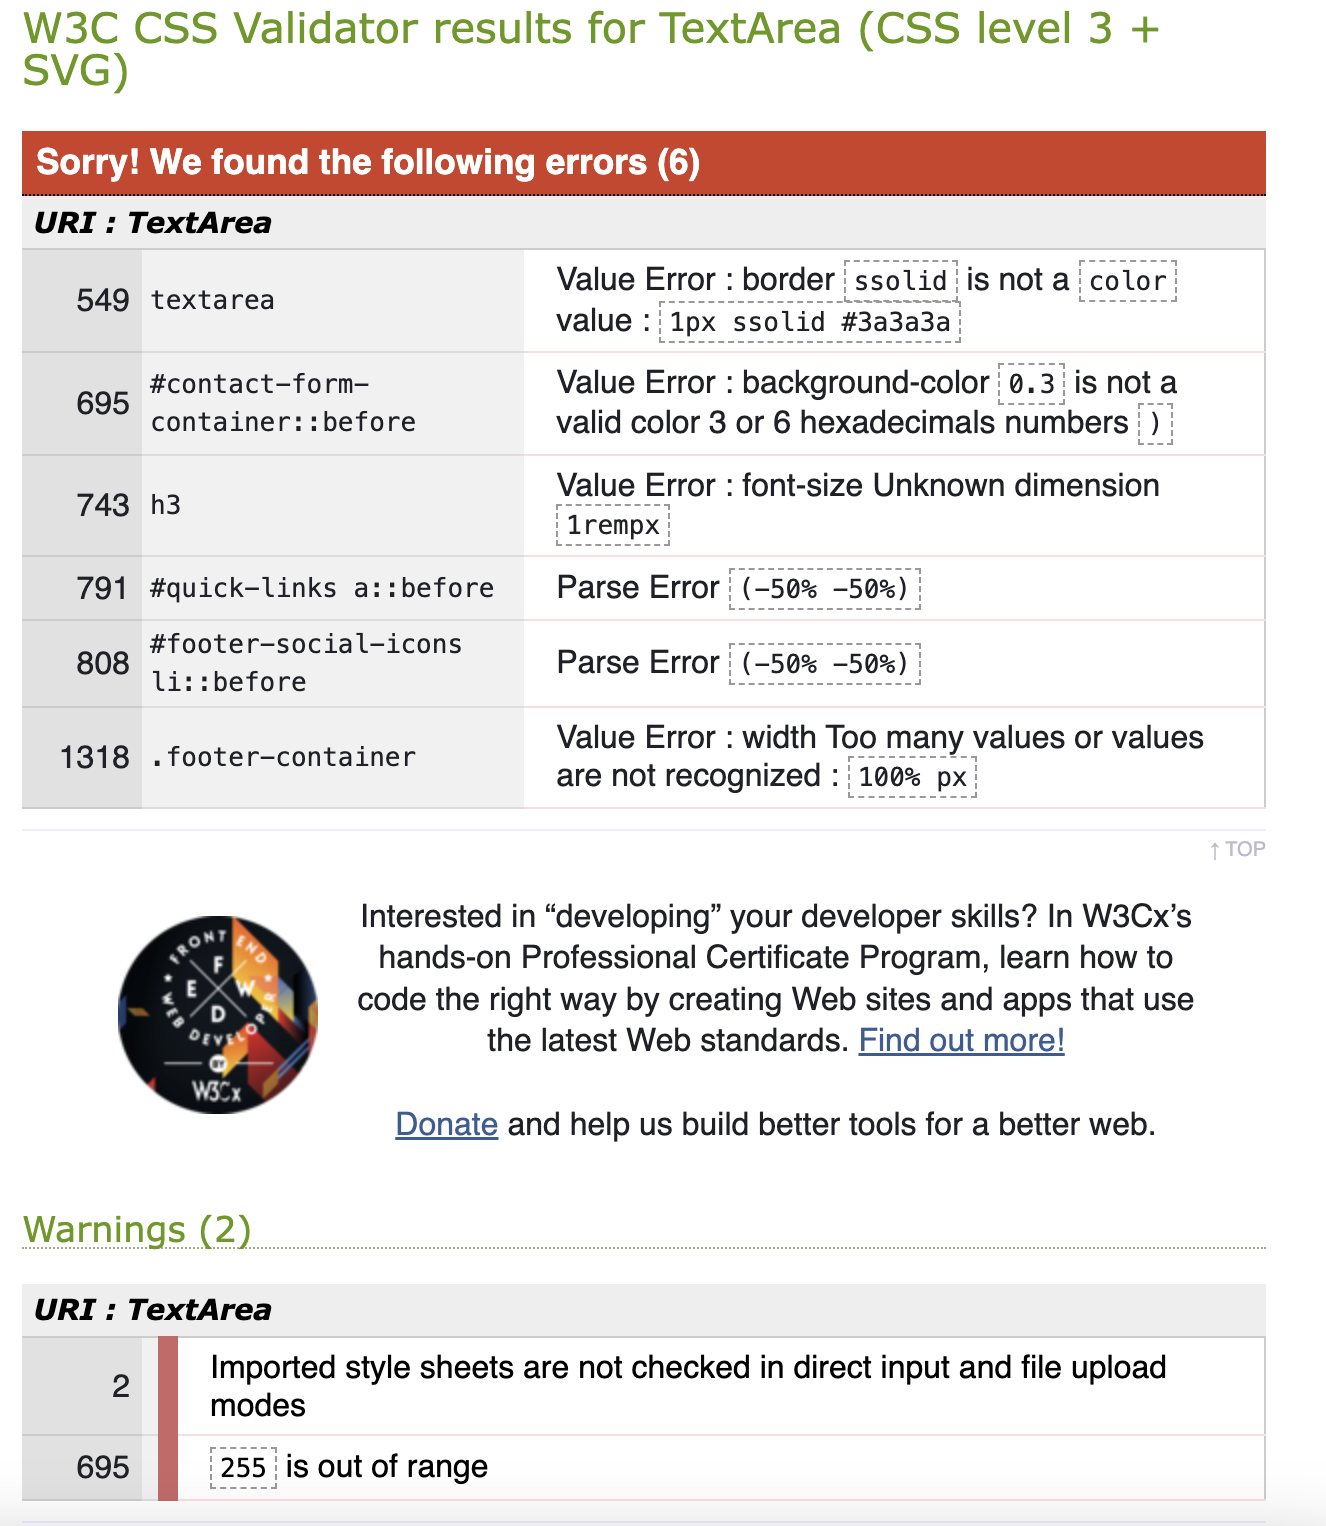 W3C CSS Validator results for TextArea (CSS level 3 +
SVG)
Sorry! We found the following errors (6)
URI : TextArea
549 textarea Value Error : border ssolid is not a color
value : 1px ssolid #3a3a3a
695 #contact-form-
container::before Value Error : background-color 0.3 is not a
valid color 3 or 6 hexadecimals numbers )
743 h3 Value Error : font-size Unknown dimension
1rempx
791 #quick-links a::before Parse Error (-50% -50%)
808 #footer-social-icons
li::before Parse Error (-50% -50%)
1318 .footer-container Value Error : width Too many values or values
are not recognized : 100% px
↑ TOP
FRONT END
WEB DEVELOPER
F E W D
BY
W3Cx
Interested in “developing” your developer skills? In W3Cx’s
hands-on Professional Certificate Program, learn how to
code the right way by creating Web sites and apps that use
the latest Web standards. Find out more!
Donate and help us build better tools for a better web.
Warnings (2)
URI : TextArea
2 Imported style sheets are not checked in direct input and file upload
modes
695 255 is out of range